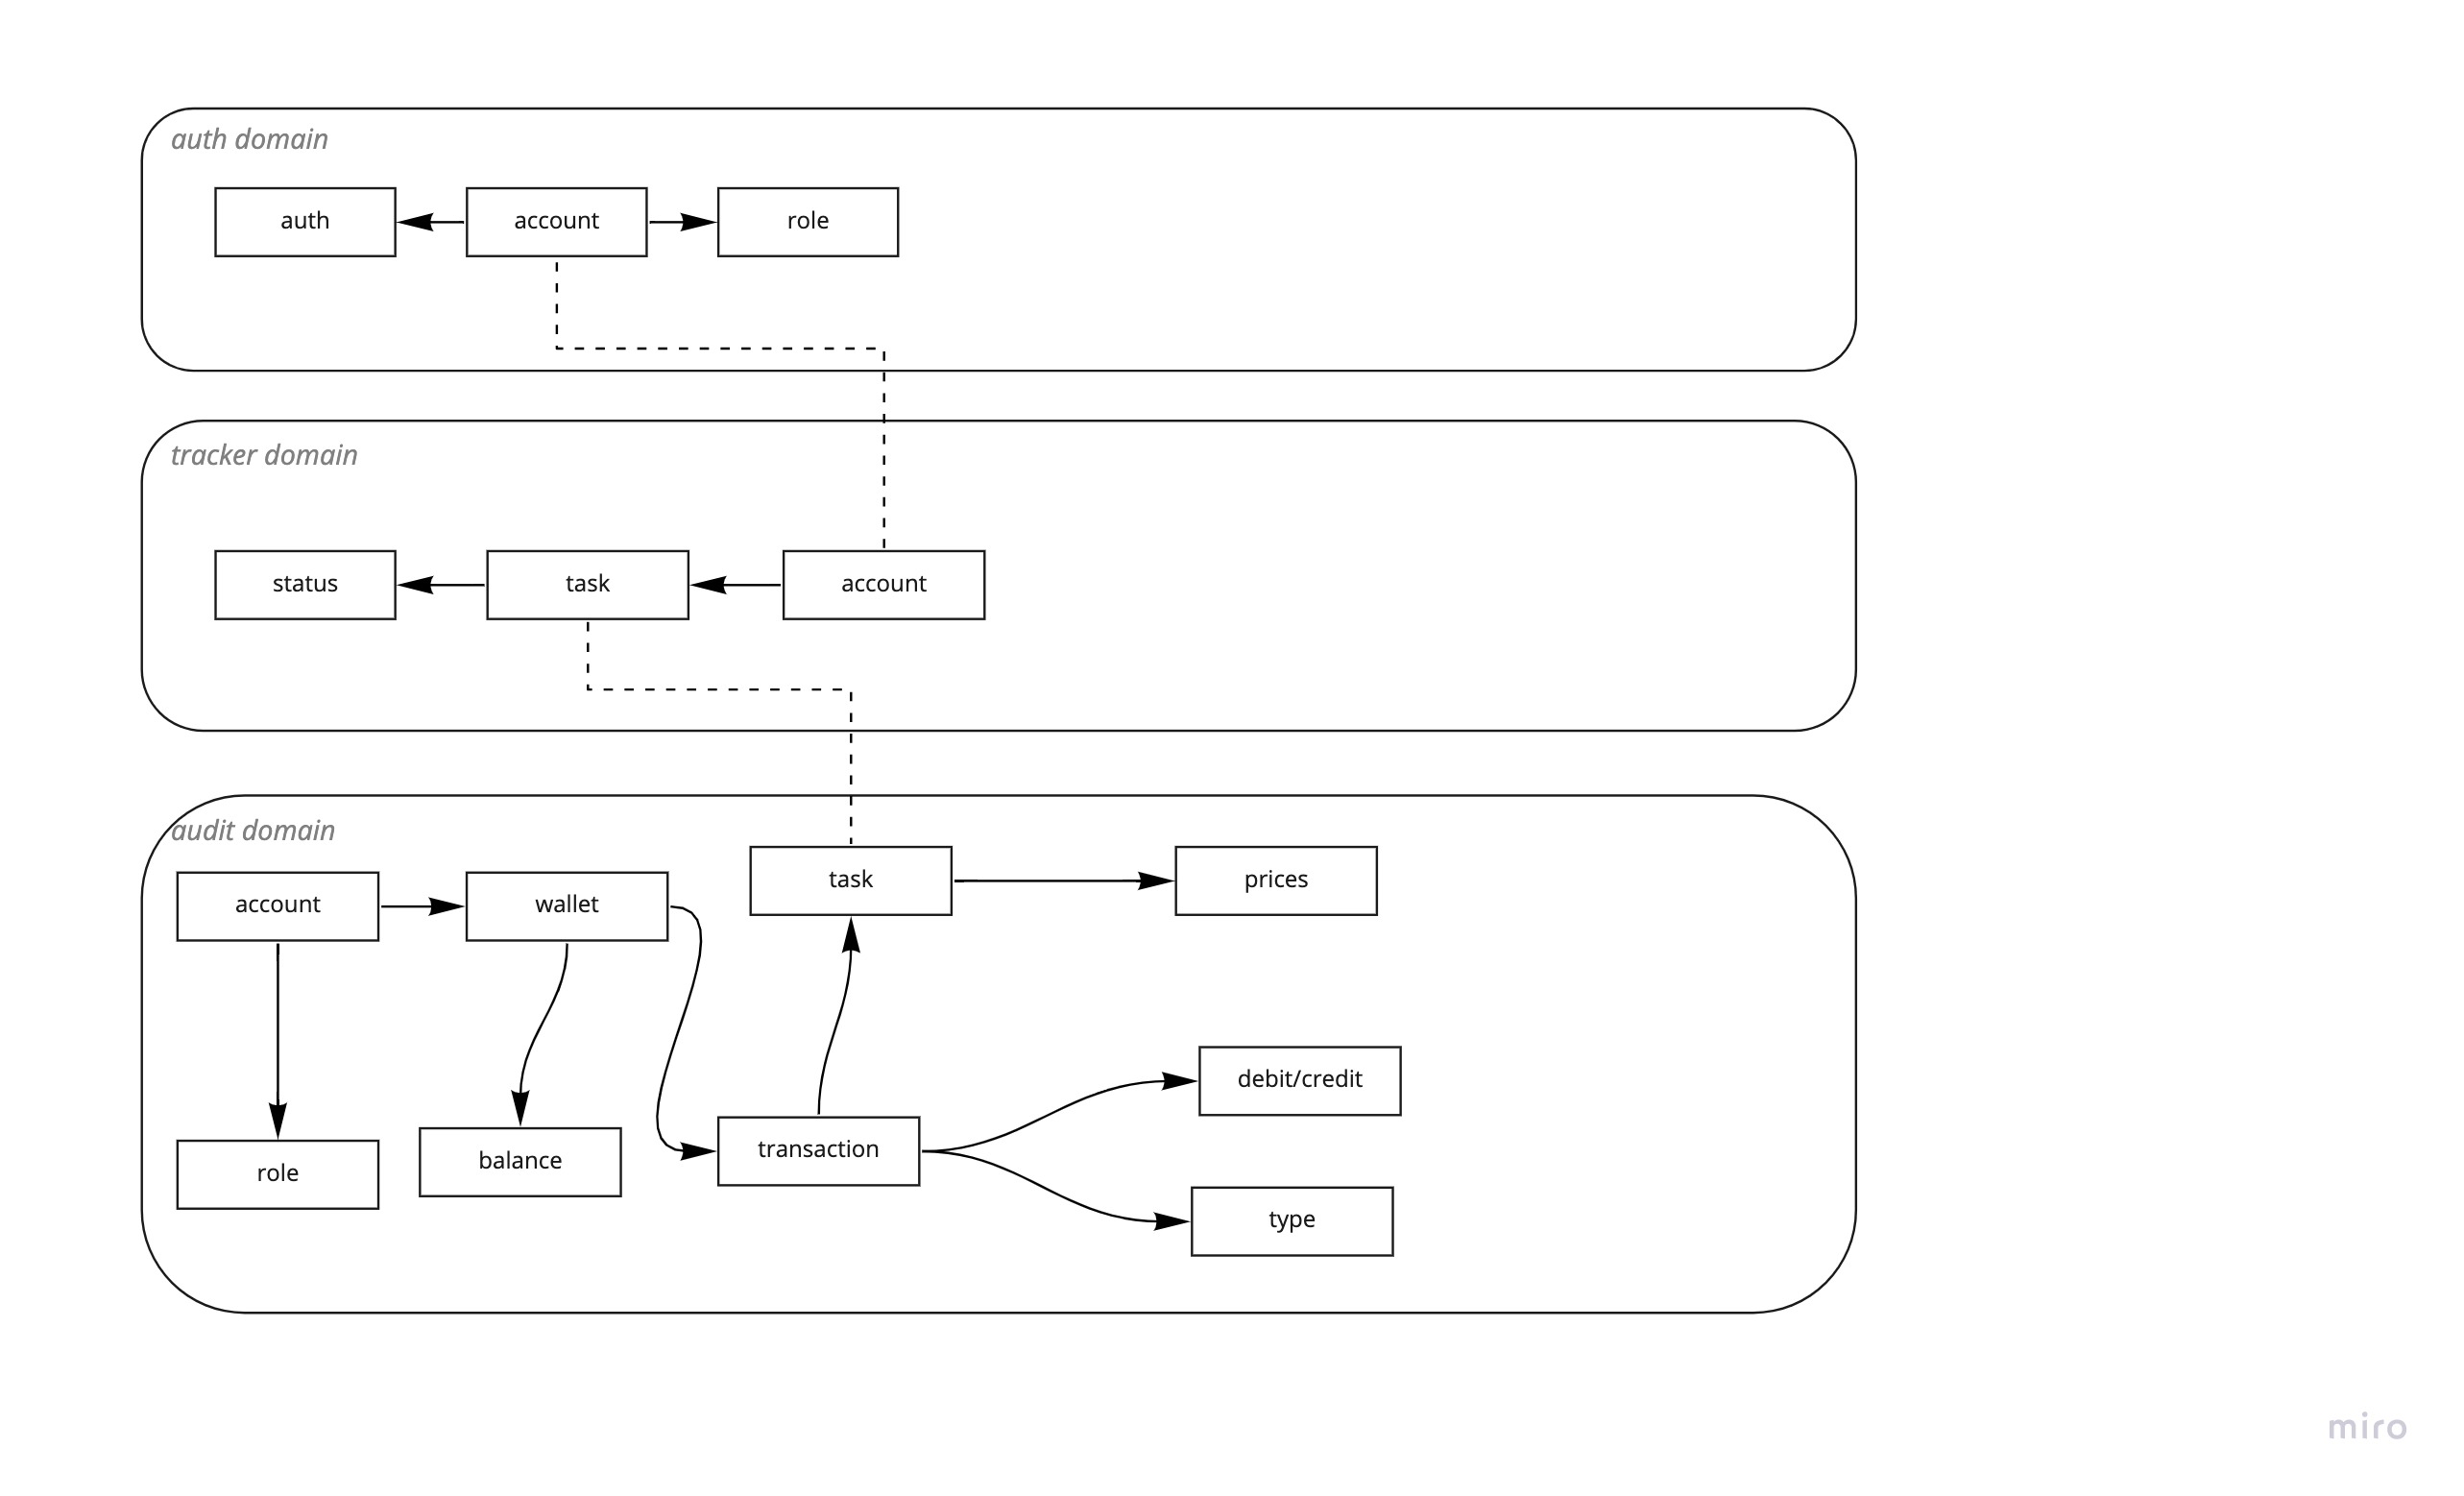 auth domain
auth
account
role
tracker domain
status
task
account
audit domain
task
prices
account
wallet
debit/credit
transaction
balance
role
type
miro